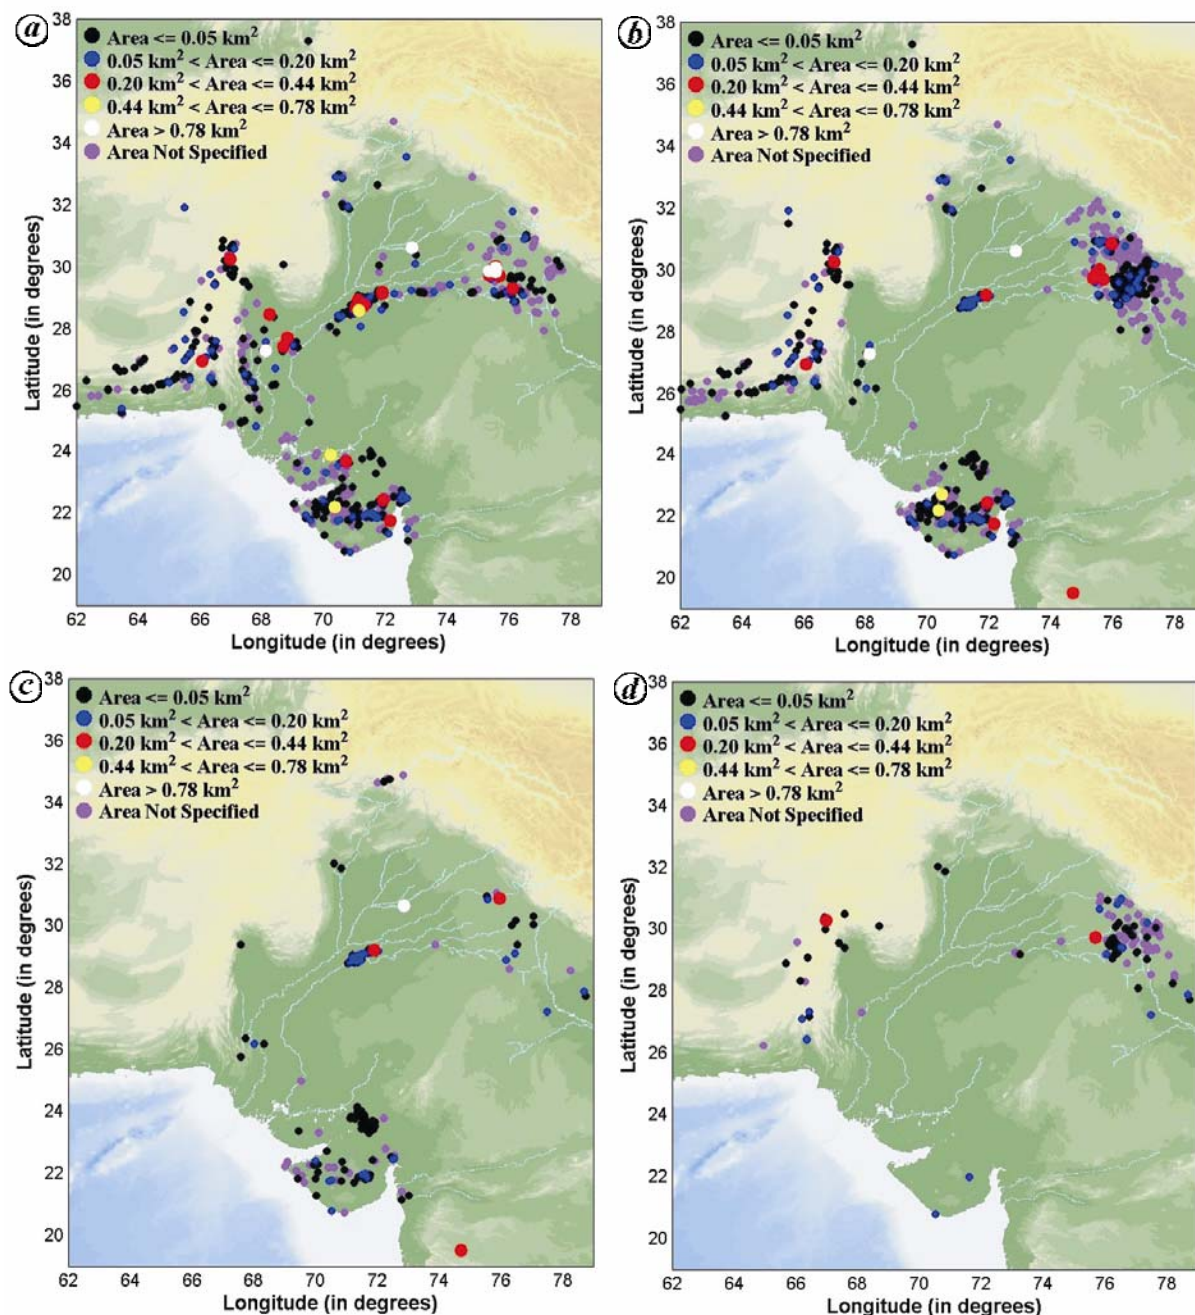 a
38
36
34
32
30
28
26
24
22
20
Latitude (in degrees)
Area <= 0.05 km2
0.05 km2 < Area <= 0.20 km2
0.20 km2 < Area <= 0.44 km2
0.44 km2 < Area <= 0.78 km2
Area > 0.78 km2
Area Not Specified
62 64 66 68 70 72 74 76 78
Longitude (in degrees)
b
38
36
34
32
30
28
26
24
22
20
Latitude (in degrees)
Area <= 0.05 km2
0.05 km2 < Area <= 0.20 km2
0.20 km2 < Area <= 0.44 km2
0.44 km2 < Area <= 0.78 km2
Area > 0.78 km2
Area Not Specified
62 64 66 68 70 72 74 76 78
Longitude (in degrees)
c
38
36
34
32
30
28
26
24
22
20
Latitude (in degrees)
Area <= 0.05 km2
0.05 km2 < Area <= 0.20 km2
0.20 km2 < Area <= 0.44 km2
0.44 km2 < Area <= 0.78 km2
Area > 0.78 km2
Area Not Specified
62 64 66 68 70 72 74 76 78
Longitude (in degrees)
d
38
36
34
32
30
28
26
24
22
20
Latitude (in degrees)
Area <= 0.05 km2
0.05 km2 < Area <= 0.20 km2
0.20 km2 < Area <= 0.44 km2
0.44 km2 < Area <= 0.78 km2
Area > 0.78 km2
Area Not Specified
62 64 66 68 70 72 74 76 78
Longitude (in degrees)